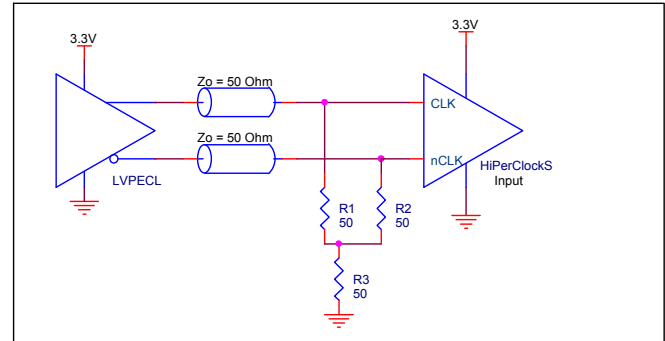 3.3V
3.3V
Zo = 50 Ohm
CLK
Zo = 50 Ohm
nCLK
HiPerClockS
Input
LVPECL
R1
50
R2
50
R3
50